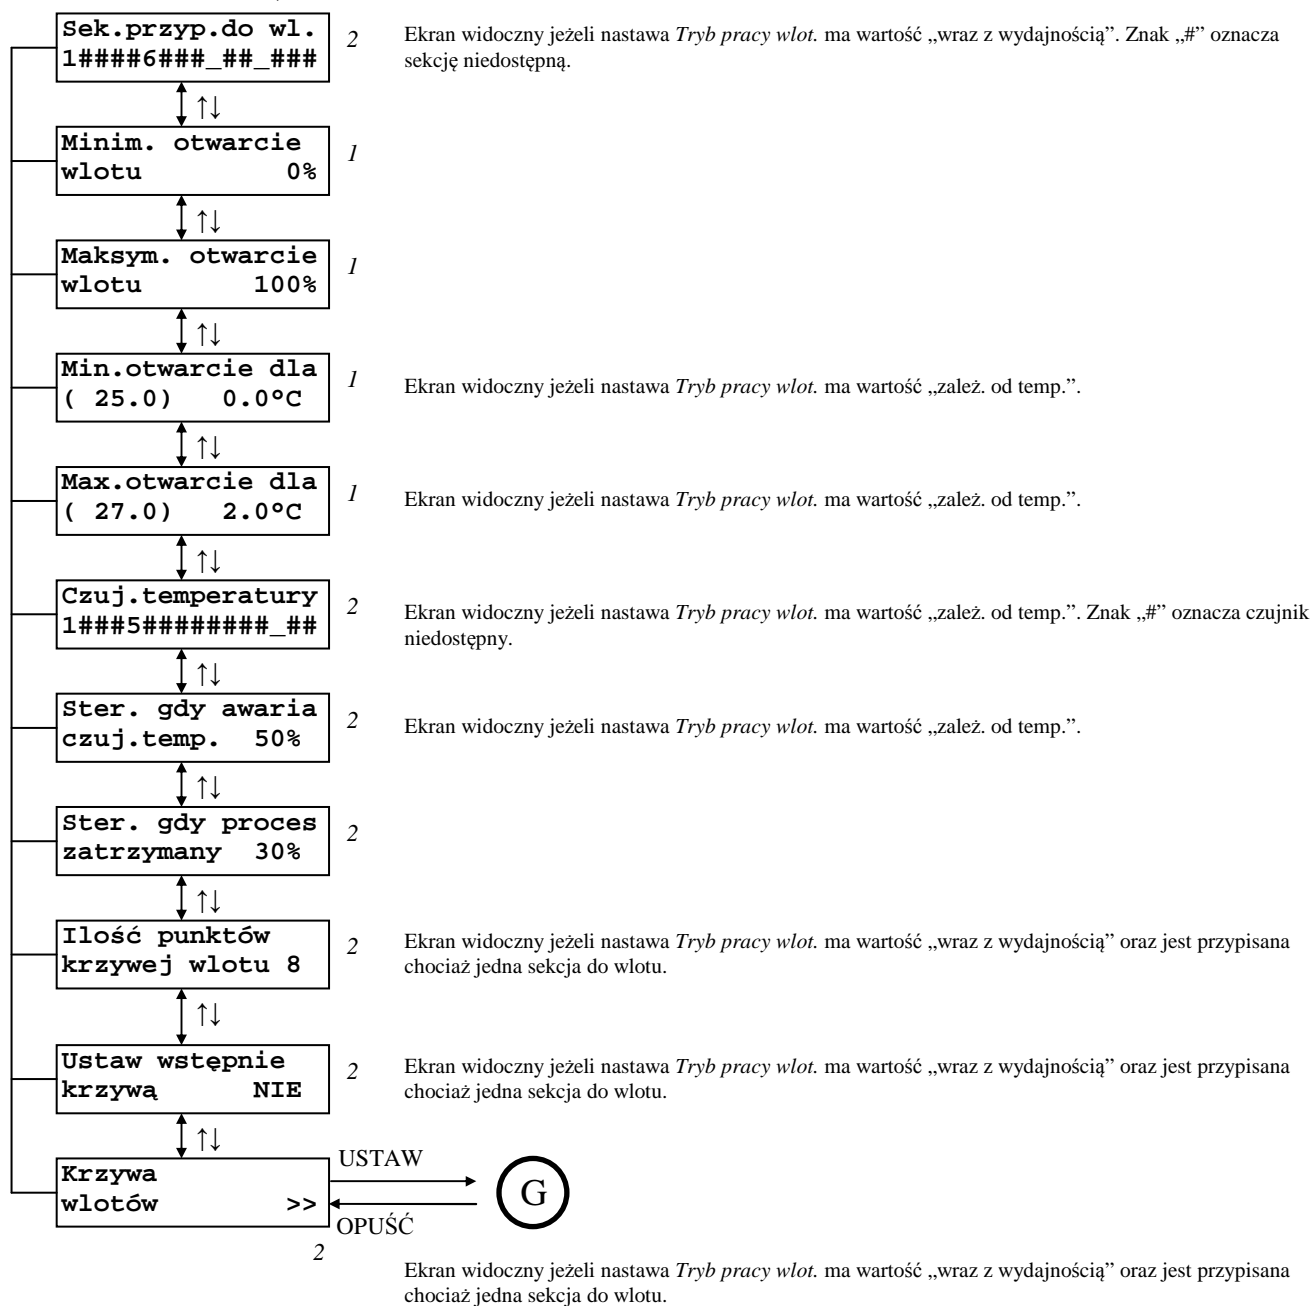 Sek.przyp.do wl.
1####6###_##_###
2
Ekran widoczny jeżeli nastawa Tryb pracy wlot. ma wartość „wraz z wydajnością”. Znak „#” oznacza
sekcję niedostępną.
↑↓
Minim. otwarcie
wlotu 0%
1
↑↓
Maksym. otwarcie
wlotu 100%
1
↑↓
Min.otwarcie dla
( 25.0) 0.0°C
1
Ekran widoczny jeżeli nastawa Tryb pracy wlot. ma wartość „zależ. od temp.”.
↑↓
Max.otwarcie dla
( 27.0) 2.0°C
1
Ekran widoczny jeżeli nastawa Tryb pracy wlot. ma wartość „zależ. od temp.”.
↑↓
Czuj.temperatury
1###5########_##
2
Ekran widoczny jeżeli nastawa Tryb pracy wlot. ma wartość „zależ. od temp.”. Znak „#” oznacza czujnik
niedostępny.
↑↓
Ster. gdy awaria
czuj.temp. 50%
2
Ekran widoczny jeżeli nastawa Tryb pracy wlot. ma wartość „zależ. od temp.”.
↑↓
Ster. gdy proces
zatrzymany 30%
2
↑↓
Ilość punktów
krzywej wlotu 8
2
Ekran widoczny jeżeli nastawa Tryb pracy wlot. ma wartość „wraz z wydajnością” oraz jest przypisana
chociaż jedna sekcja do wlotu.
↑↓
Ustaw wstępnie
krzywą NIE
2
Ekran widoczny jeżeli nastawa Tryb pracy wlot. ma wartość „wraz z wydajnością” oraz jest przypisana
chociaż jedna sekcja do wlotu.
↑↓
Krzywa
wlotów >>
USTAW
G
OPUŚĆ
2
Ekran widoczny jeżeli nastawa Tryb pracy wlot. ma wartość „wraz z wydajnością” oraz jest przypisana
chociaż jedna sekcja do wlotu.